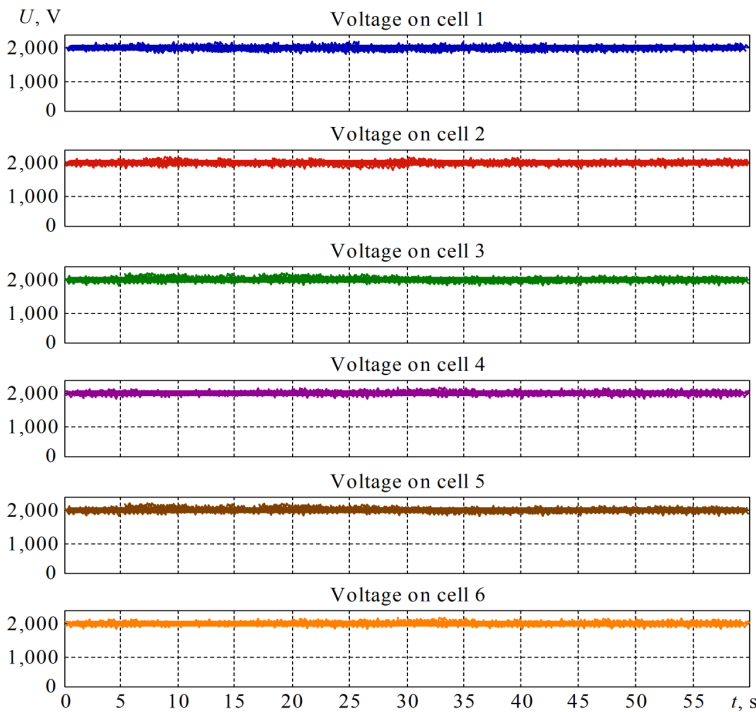 U, V
Voltage on cell 1
2,000
1,000
0
Voltage on cell 2
2,000
1,000
0
Voltage on cell 3
2,000
1,000
0
Voltage on cell 4
2,000
1,000
0
Voltage on cell 5
2,000
1,000
0
Voltage on cell 6
2,000
1,000
0
0 5 10 15 20 25 30 35 40 45 50 55 t, s